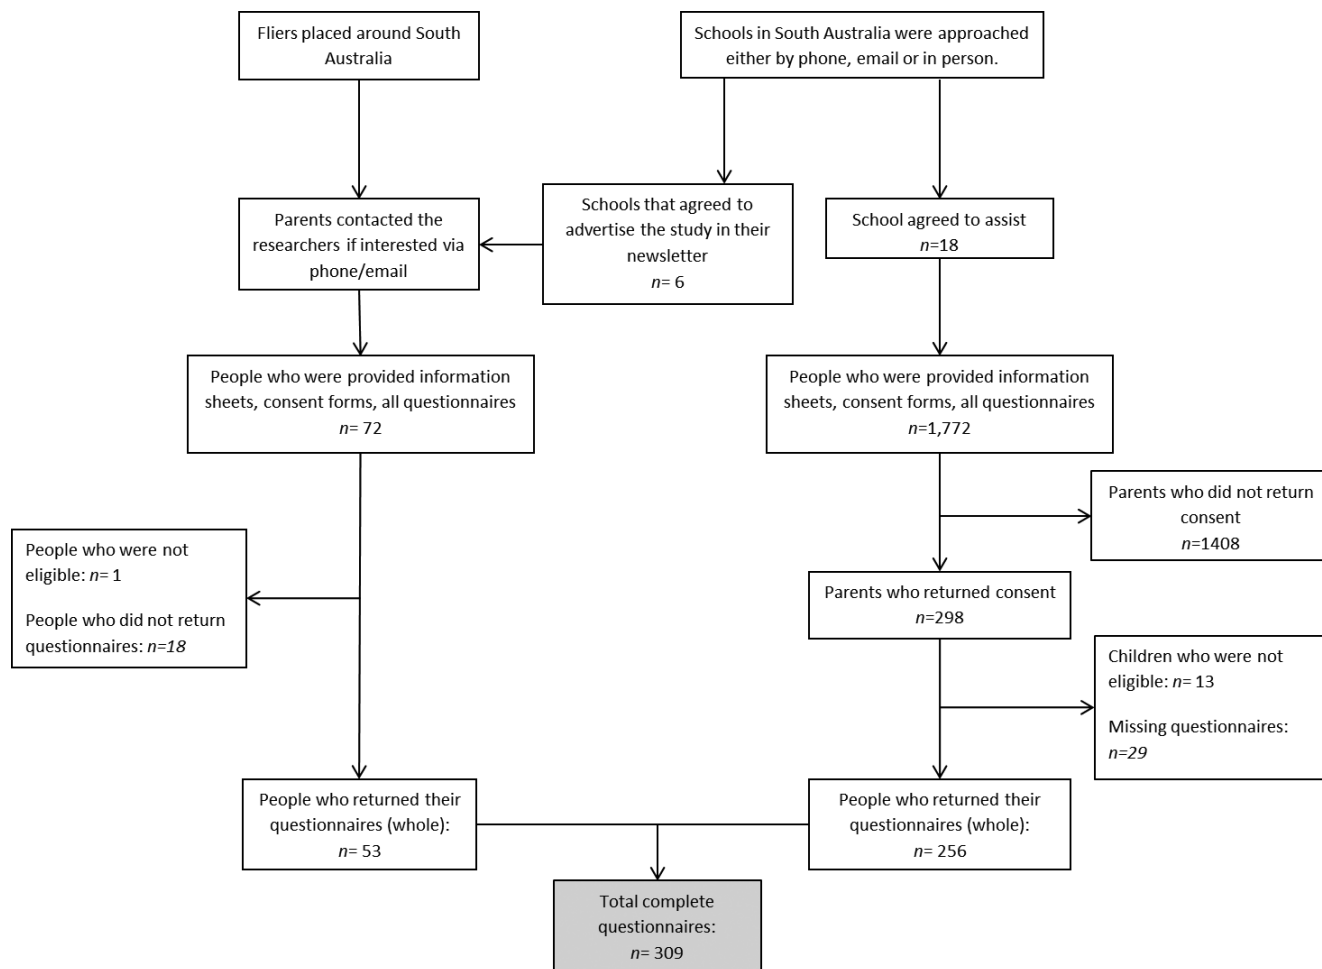 Fliers placed around South
Australia
Schools in South Australia were approached
either by phone, email or in person.
Parents contacted the
researchers if interested via
phone/email
Schools that agreed to
advertise the study in their
newsletter
n= 6
School agreed to assist
n=18
People who were provided information
sheets, consent forms, all questionnaires
n= 72
People who were provided information
sheets, consent forms, all questionnaires
n=1,772
Parents who did not return
consent
n=1408
People who were not
eligible: n= 1
People who did not return
questionnaires: n=18
Parents who returned consent
n=298
Children who were not
eligible: n= 13
Missing questionnaires:
n=29
People who returned their
questionnaires (whole):
n= 53
People who returned their
questionnaires (whole):
n= 256
Total complete
questionnaires:
n= 309